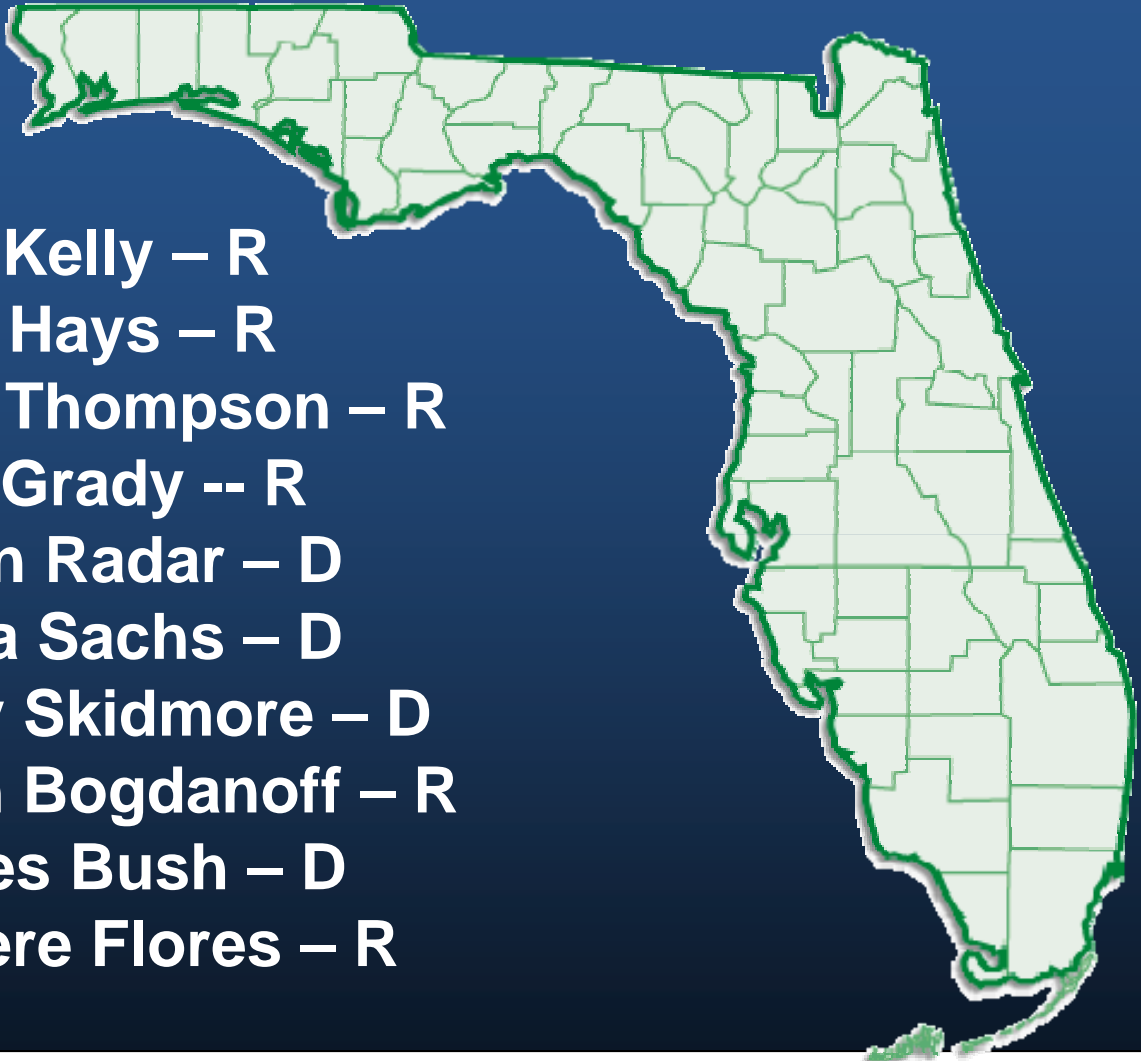 Kelly – R
Hays – R
Thompson – R
Grady -- R
n Radar – D
a Sachs – D
y Skidmore – D
n Bogdanoff – R
es Bush – D
ere Flores – R